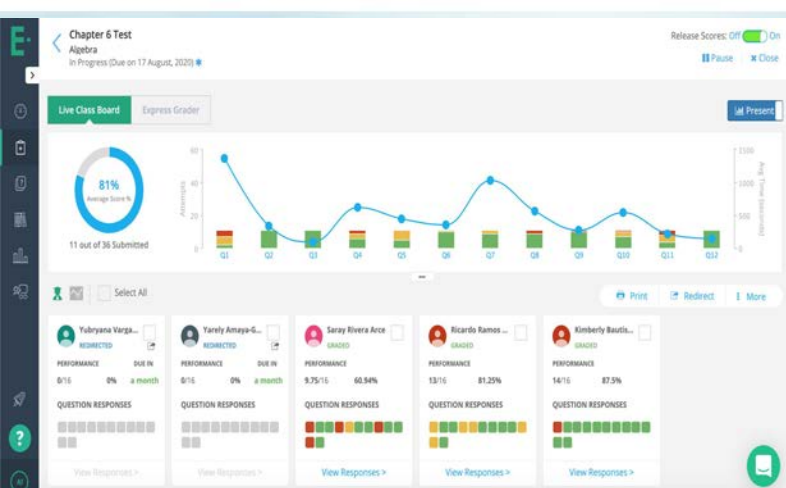 E
Chapter 6 Test
Algebra
In Progress (Due on 17 August, 2020)
Release Scores: Off On
Pause x Close
Live Class Board Express Grader
Present
81%
Average Score %
11 out of 36 Submitted
Attempts
60
40
20
0
Q1 Q2 Q3 Q4 Q5 Q6 Q7 Q8 Q9 Q10 Q11 Q12
1500
1000
500
0
Avg Time (seconds)
Select All
Print Redirect More
Yubryana Varga...
REDIRECTED
PERFORMANCE DUE IN
0/16 0% a month
QUESTION RESPONSES
View Responses >
Yarely Amaya-G...
REDIRECTED
PERFORMANCE DUE IN
0/16 0% a month
QUESTION RESPONSES
View Responses >
Saray Rivera Arce
GRADED
PERFORMANCE
9.75/16 60.94%
QUESTION RESPONSES
View Responses >
Ricardo Ramos ...
GRADED
PERFORMANCE
13/16 81.25%
QUESTION RESPONSES
View Responses >
Kimberly Bautis...
GRADED
PERFORMANCE
14/16 87.5%
QUESTION RESPONSES
View Responses >
?